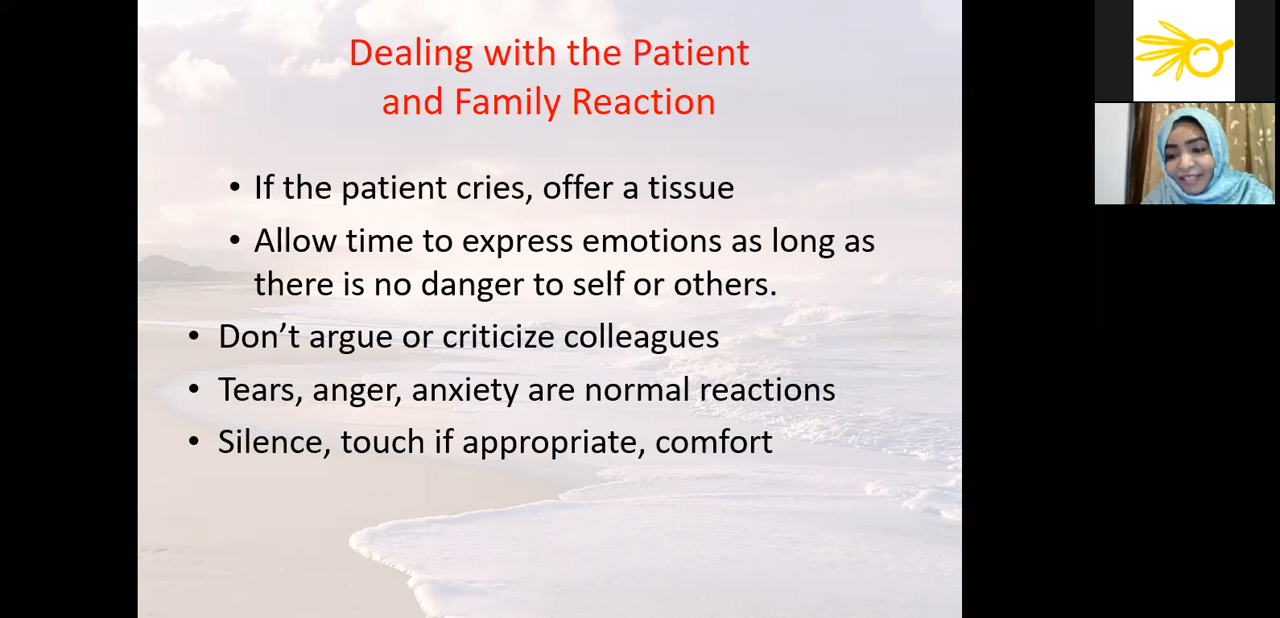 Dealing with the Patient
and Family Reaction
• If the patient cries, offer a tissue
• Allow time to express emotions as long as
there is no danger to self or others.
• Don’t argue or criticize colleagues
• Tears, anger, anxiety are normal reactions
• Silence, touch if appropriate, comfort